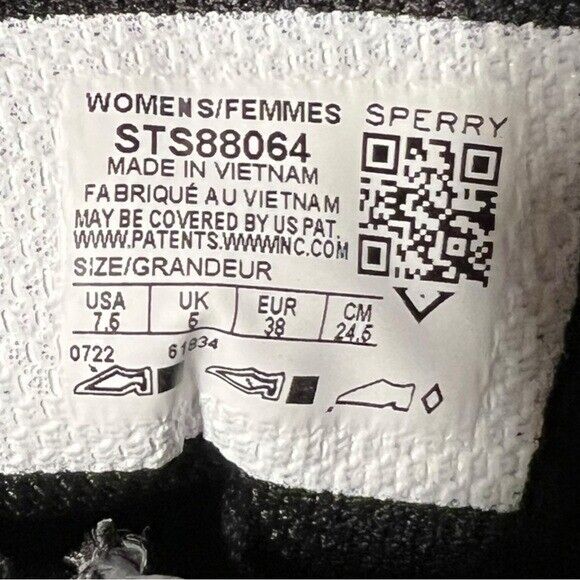 WOMENS/FEMMES
SPERRY
STS88064
MADE IN VIETNAM
FABRIQUÉ AU VIETNAM
MAY BE COVERED BY US PAT.
WWW.PATENTS.WWWINC.COM
SIZE/GRANDEUR
USA UK EUR CM
7.5 5 38 24.5
0722 61834